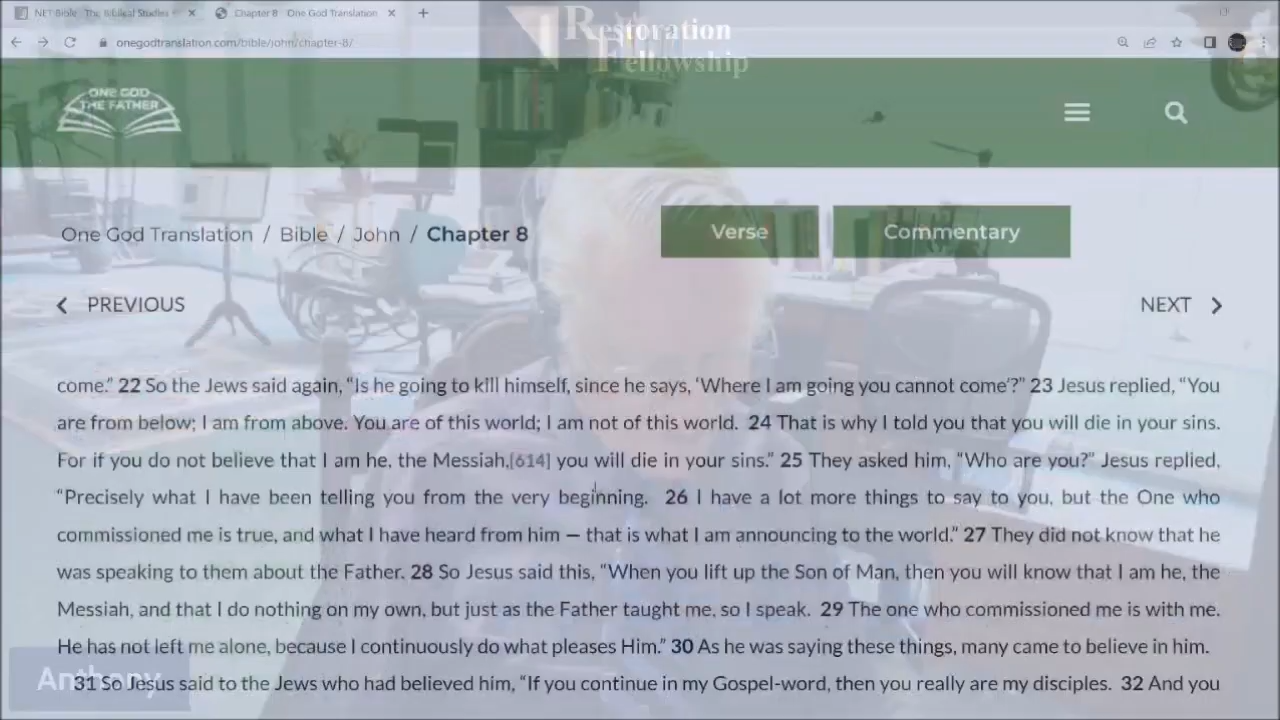 NET Bible The Biblical Studies
Chapter 8 One God Translation
Restoration
Fellowship
onegodtranslation.com/bible/john/chapter-8/
ONE GOD
THE FATHER
One God Translation / Bible / John / Chapter 8
Verse
Commentary
PREVIOUS
NEXT
come.” 22 So the Jews said again, “Is he going to kill himself, since he says, ‘Where I am going you cannot come’?” 23 Jesus replied, “You
are from below; I am from above. You are of this world; I am not of this world. 24 That is why I told you that you will die in your sins.
For if you do not believe that I am he, the Messiah,[614] you will die in your sins.” 25 They asked him, “Who are you?” Jesus replied,
“Precisely what I have been telling you from the very beginning. 26 I have a lot more things to say to you, but the One who
commissioned me is true, and what I have heard from him — that is what I am announcing to the world.” 27 They did not know that he
was speaking to them about the Father. 28 So Jesus said this, “When you lift up the Son of Man, then you will know that I am he, the
Messiah, and that I do nothing on my own, but just as the Father taught me, so I speak. 29 The one who commissioned me is with me.
He has not left me alone, because I continuously do what pleases Him.” 30 As he was saying these things, many came to believe in him.
Anthony
31 So Jesus said to the Jews who had believed him, “If you continue in my Gospel-word, then you really are my disciples. 32 And you